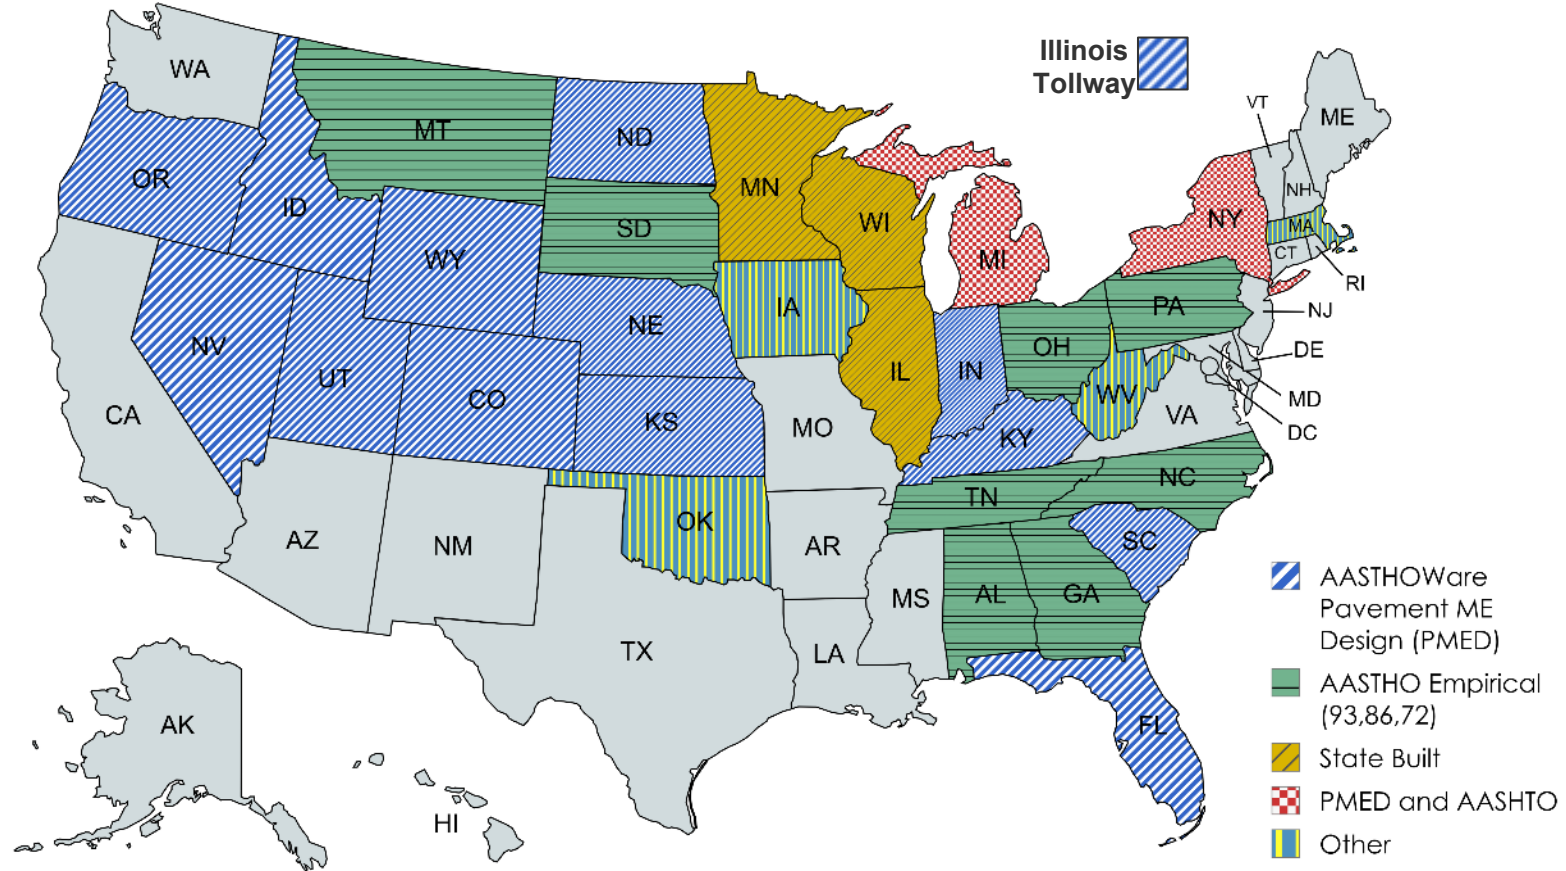 Illinois
Tollway
WA
MT
ND
MN
VT
ME
OR
ID
SD
WI
MI
NY
NH
MA
CT
RI
WY
NE
IA
PA
NJ
NV
UT
CO
KS
IL
IN
OH
WV
DE
MD
DC
VA
CA
MO
KY
NC
TN
OK
AZ
NM
AR
SC
MS
AL
GA
TX
LA
AK
HI
FL
AASTHOWare
Pavement ME
Design (PMED)
AASTHO Empirical
(93,86,72)
State Built
PMED and AASHTO
Other